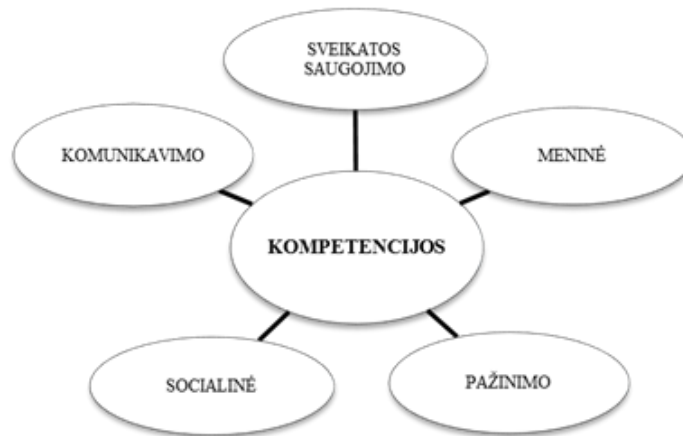 SVEIKATOS
SAUGOJIMO
KOMUNIKAVIMO
MENINĖ
KOMPETENCIJOS
SOCIALINĖ
PAŽINIMO